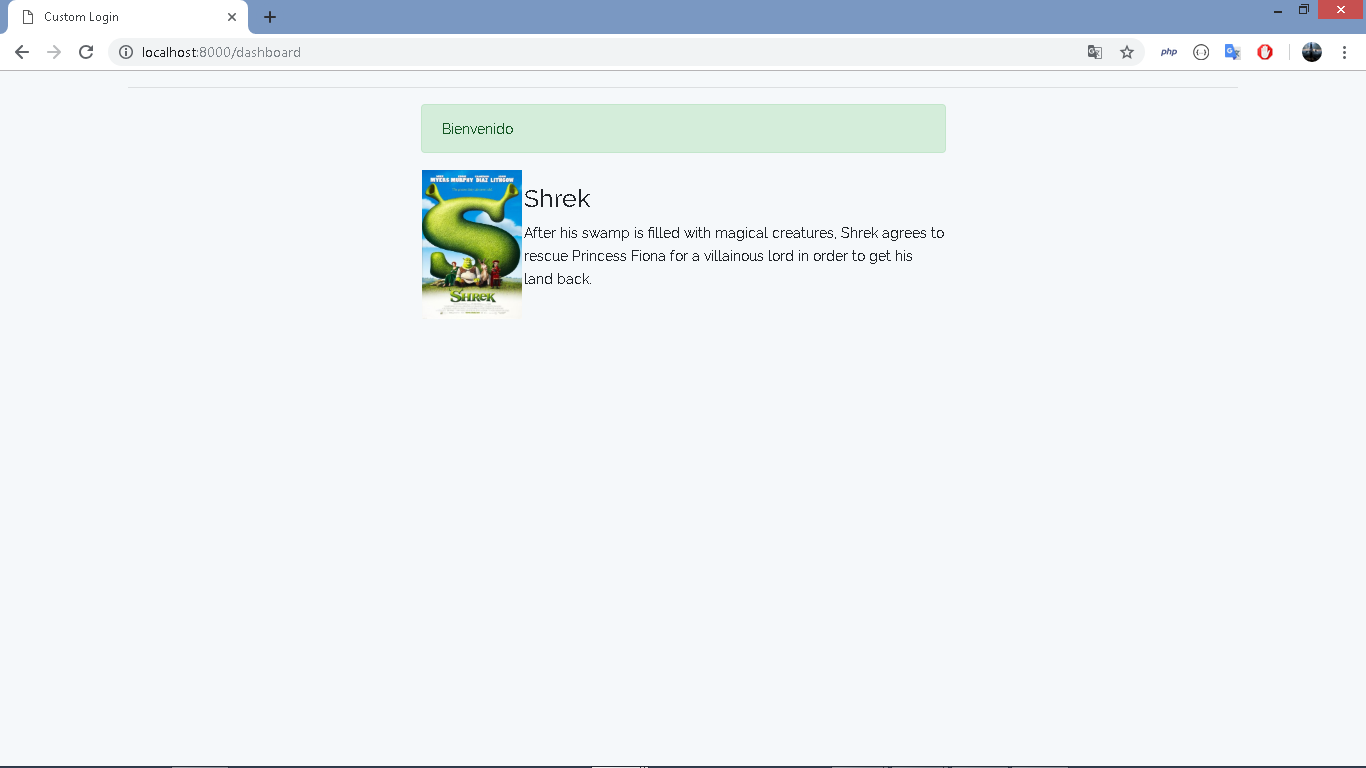 Custom Login
localhost:8000/dashboard
php
Bienvenido
MYERS MURPHY DIAZ LITHGOW
SHREK
Shrek
After his swamp is filled with magical creatures, Shrek agrees to
rescue Princess Fiona for a villainous lord in order to get his
land back.